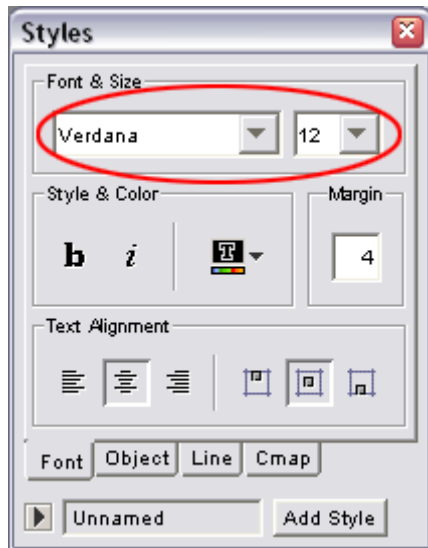 Styles
Font & Size
Verdana 12
Style & Color Margin
b i T 4
Text Alignment
Font Object Line Cmap
Unnamed Add Style